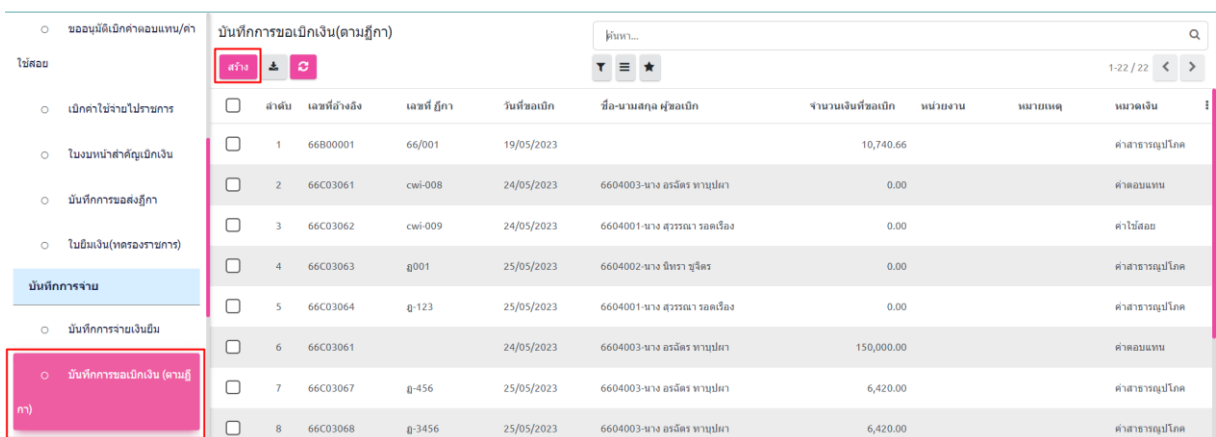 ขออนุมัติเบิกค่าตอบแทน/ค่า
ใช้สอย
เบิกค่าใช้จ่ายไปราชการ
ใบงบหน้าสำคัญเบิกเงิน
บันทึกการขอส่งฎีกา
ใบยืมเงิน(ทดรองราชการ)
บันทึกการจ่าย
บันทึกการจ่ายเงินยืม
บันทึกการขอเบิกเงิน (ตามฎี
กา)
บันทึกการขอเบิกเงิน(ตามฎีกา)
ค้นหา...
สร้าง
1-22 / 22
ลำดับ เลขที่อ้างอิง เลขที่ ฎีกา วันที่ขอเบิก ชื่อ-นามสกุล ผู้ขอเบิก จำนวนเงินที่ขอเบิก หน่วยงาน หมายเหตุ หมวดเงิน
1 66B00001 66/001 19/05/2023 10,740.66 ค่าสาธารณูปโภค
2 66C03061 cwi-008 24/05/2023 6604003-นาง อรฉัตร ทาบุปผา 0.00 ค่าตอบแทน
3 66C03062 cwi-009 24/05/2023 6604001-นาง สุวรรณา รอดเรือง 0.00 ค่าใช้สอย
4 66C03063 ฎ001 25/05/2023 6604002-นาง นิทรา ชูจิตร 0.00 ค่าสาธารณูปโภค
5 66C03064 ฎ-123 25/05/2023 6604001-นาง สุวรรณา รอดเรือง 0.00 ค่าสาธารณูปโภค
6 66C03061 24/05/2023 6604003-นาง อรฉัตร ทาบุปผา 150,000.00 ค่าตอบแทน
7 66C03067 ฎ-456 25/05/2023 6604003-นาง อรฉัตร ทาบุปผา 6,420.00 ค่าสาธารณูปโภค
8 66C03068 ฎ-3456 25/05/2023 6604003-นาง อรฉัตร ทาบุปผา 6,420.00 ค่าสาธารณูปโภค